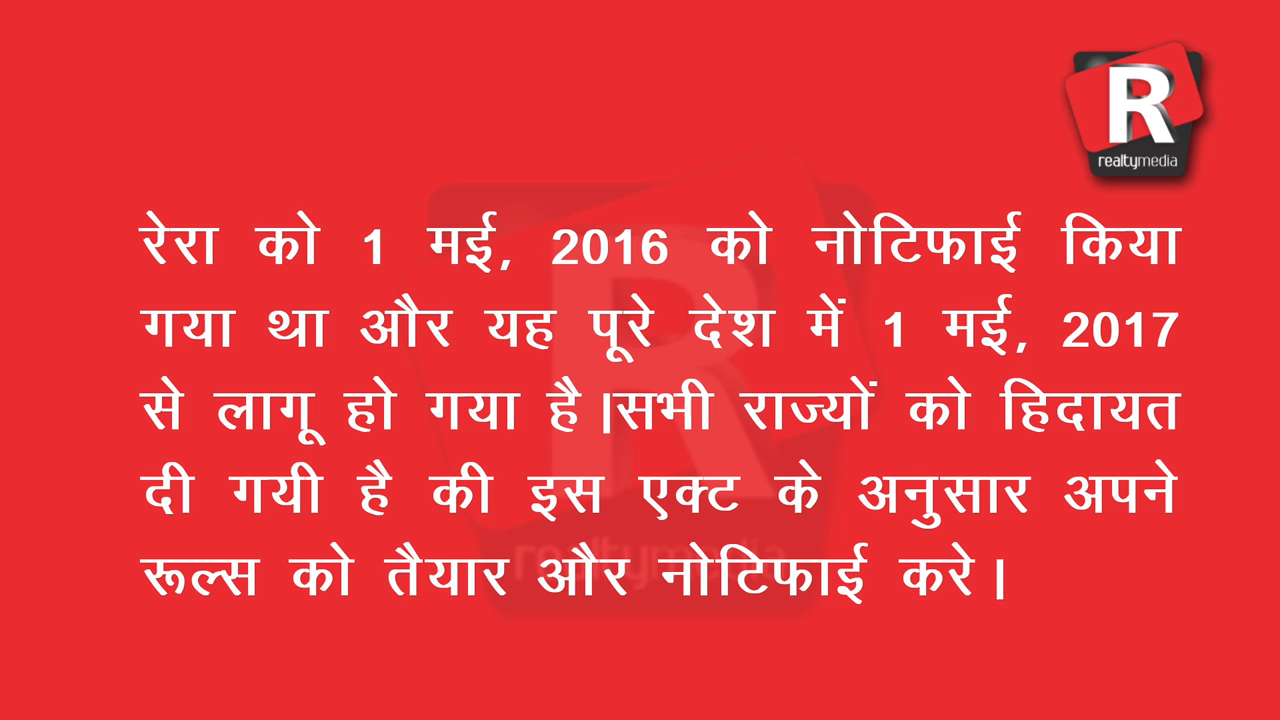 R
realtymedia
रेरा को 1 मई, 2016 को नोटिफाई किया
गया था और यह पूरे देश में 1 मई, 2017
से लागू हो गया है।सभी राज्यों को हिदायत
दी गयी है की इस एक्ट के अनुसार अपने
रूल्स को तैयार और नोटिफाई करे।
R
realtymedia